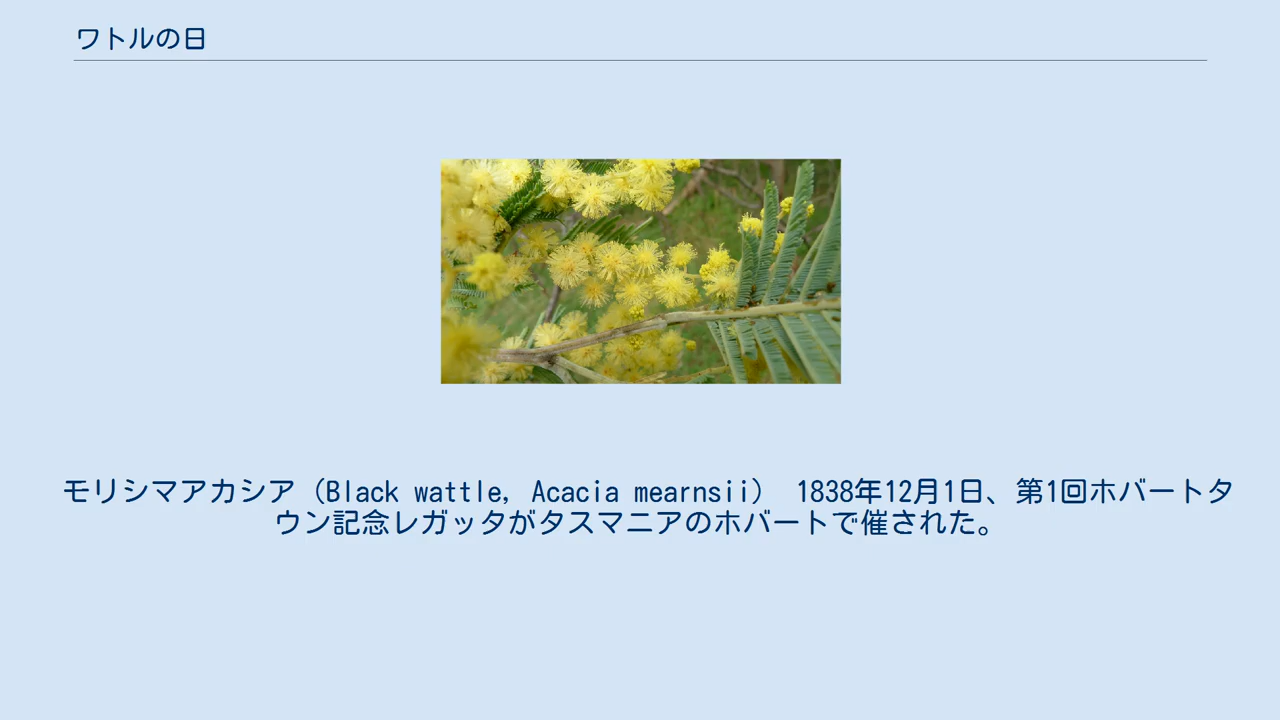 ワトルの日
モリシマアカシア（Black wattle, Acacia mearnsii） 1838年12月1日、第1回ホバートタ
ウン記念レガッタがタスマニアのホバートで催された。